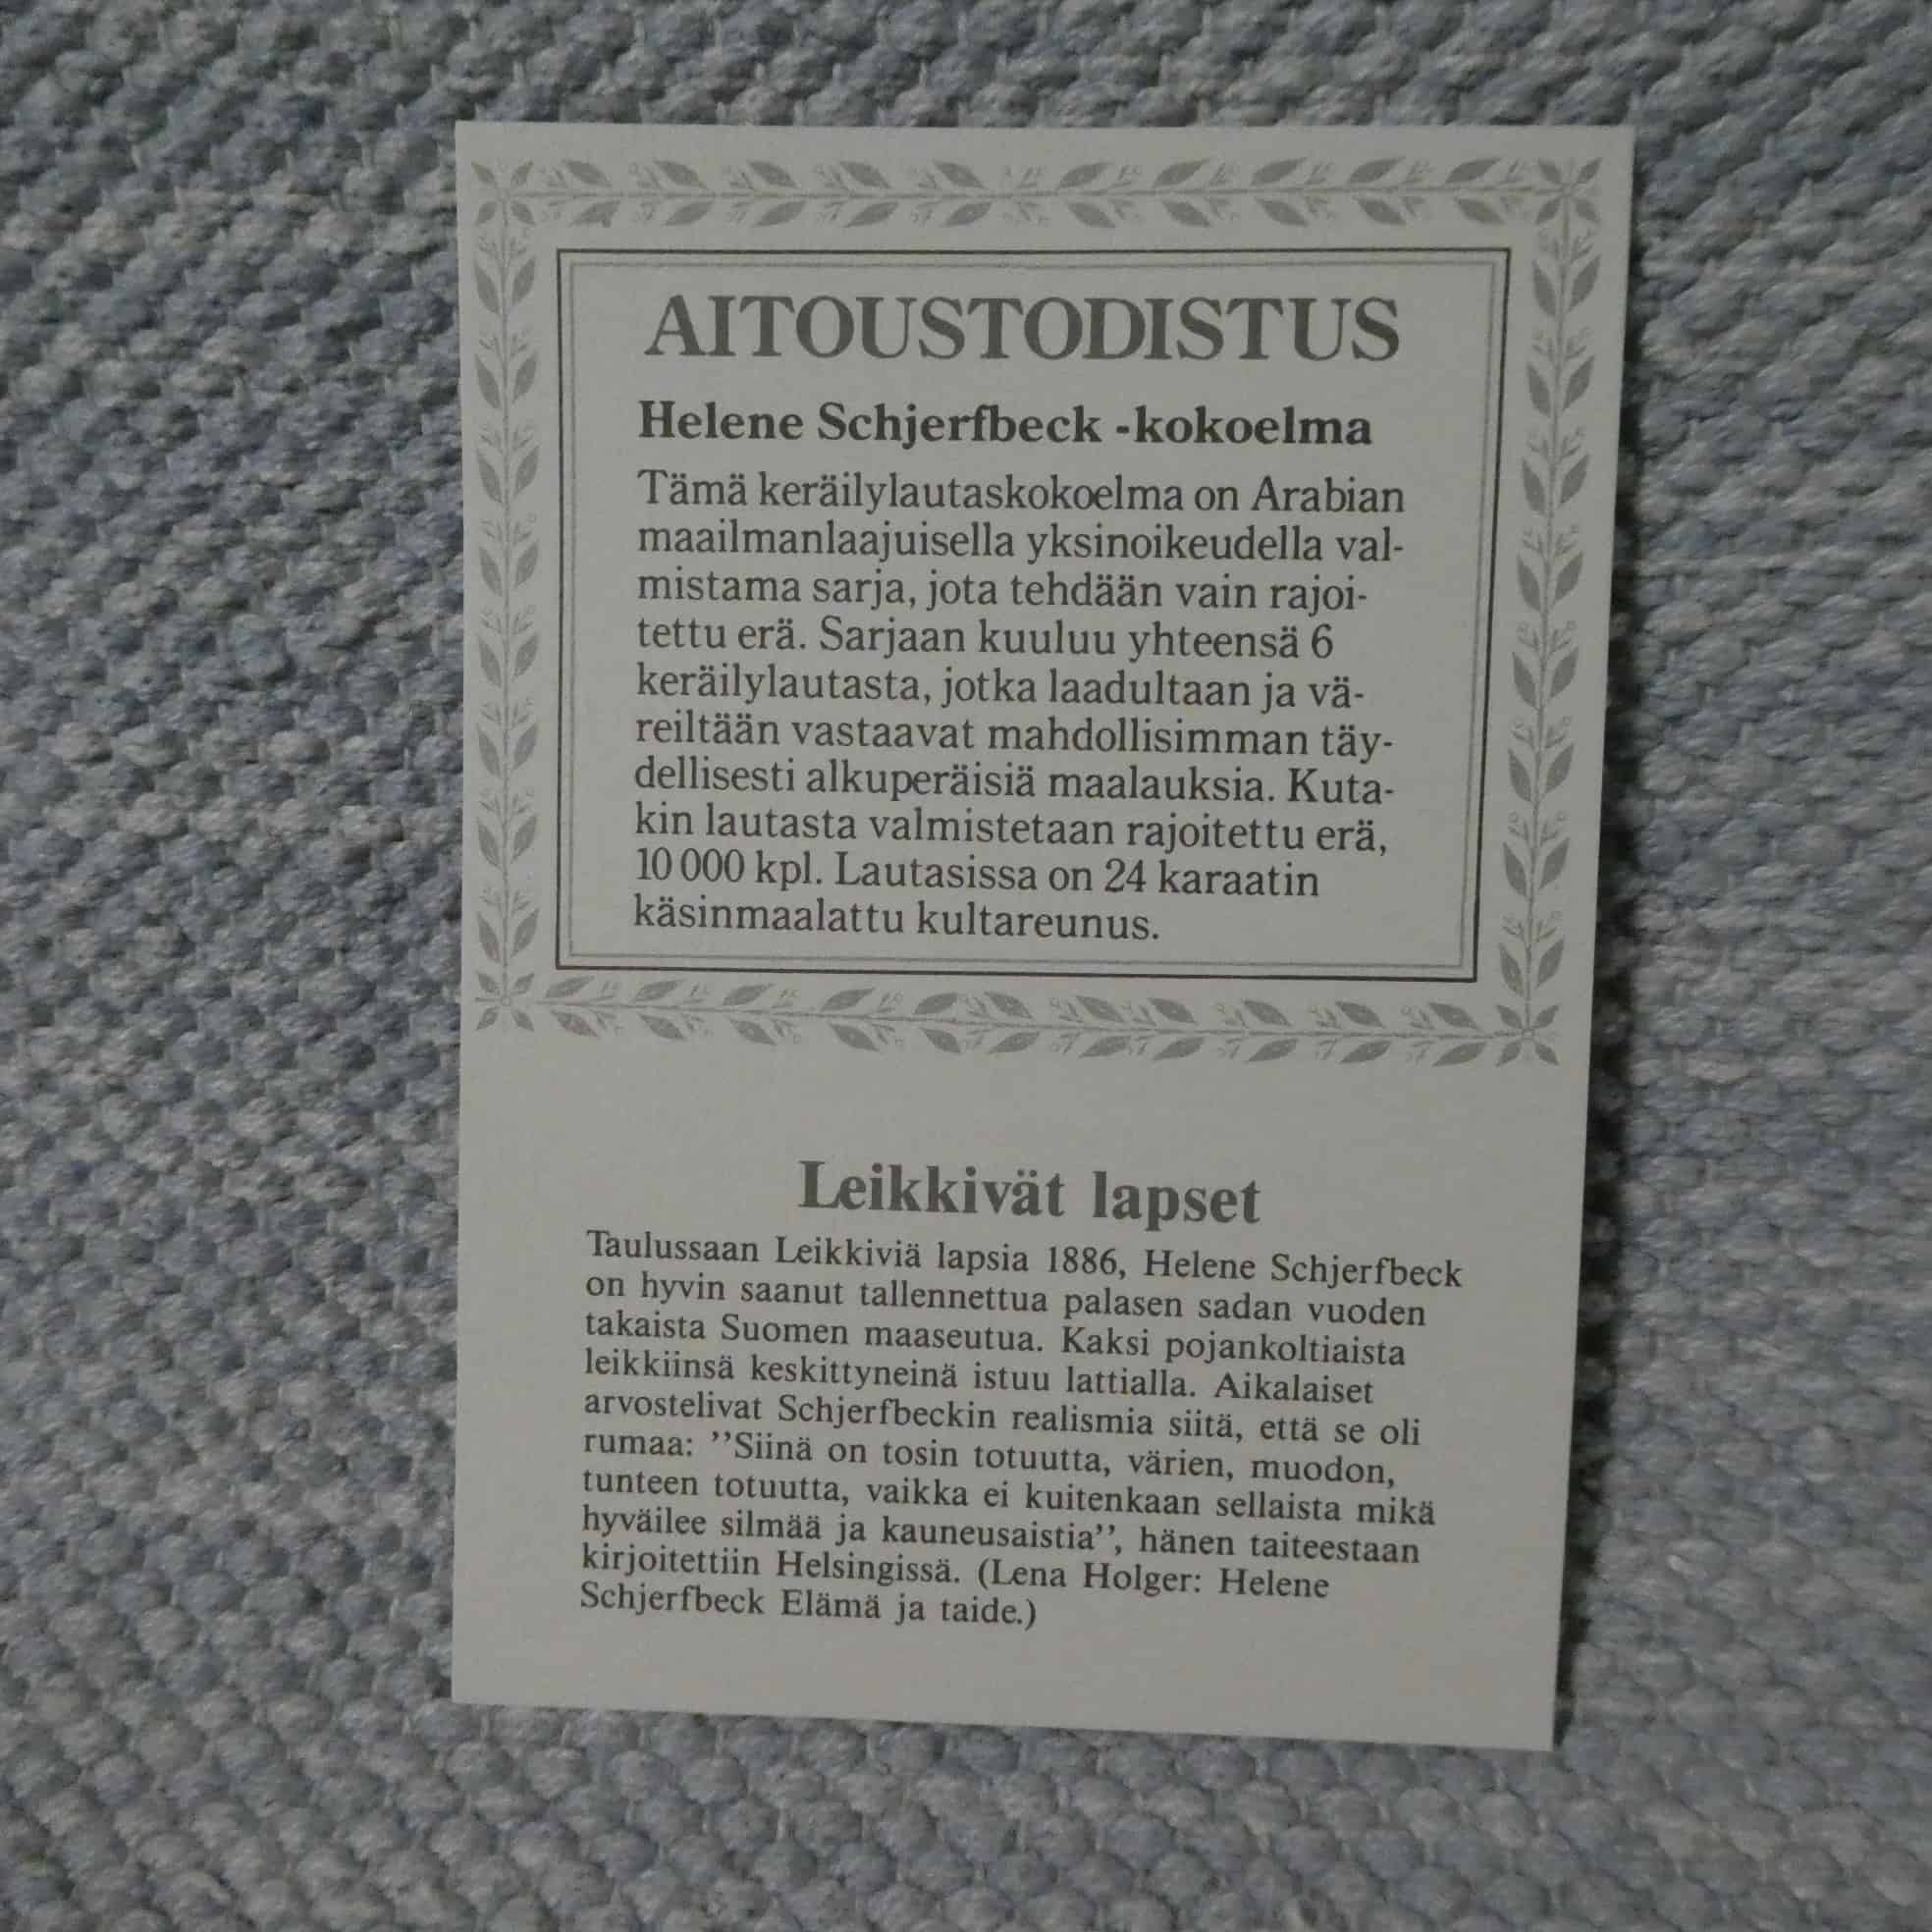 AITOUSTODISTUS
Helene Schjerfbeck -kokoelma
Tämä keräilylautaskokoelma on Arabian
maailmanlaajuisella yksinoikeudella val-
mistama sarja, jota tehdään vain rajoi-
tettu erä. Sarjaan kuuluu yhteensä 6
keräilylautasta, jotka laadultaan ja vä-
reiltään vastaavat mahdollisimman täy-
dellisesti alkuperäisiä maalauksia. Kuta-
kin lautasta valmistetaan rajoitettu erä,
10 000 kpl. Lautasissa on 24 karaatin
käsinmaalattu kultareunus.
Leikkivät lapset
Taulussaan Leikkiviä lapsia 1886, Helene Schjerfbeck
on hyvin saanut tallennettua palasen sadan vuoden
takaista Suomen maaseutua. Kaksi pojankoltiaista
leikkiinsä keskittyneinä istuu lattialla. Aikalaiset
arvostelivat Schjerfbeckin realismia siitä, että se oli
rumaa: ’’Siinä on tosin totuutta, värien, muodon,
tunteen totuutta, vaikka ei kuitenkaan sellaista mikä
hyväilee silmää ja kauneusaistia’’, hänen taiteestaan
kirjoitettiin Helsingissä. (Lena Holger: Helene
Schjerfbeck Elämä ja taide.)